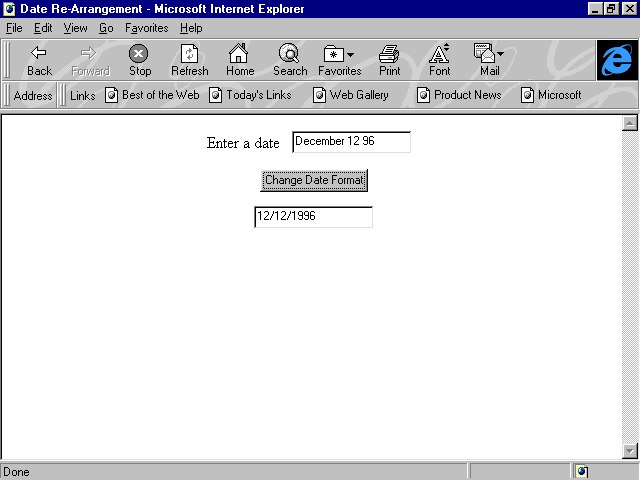 Date Re-Arrangement - Microsoft Internet Explorer
File Edit View Go Favorites Help
Back Forward Stop Refresh Home Search Favorites Print Font Mail
Address Links Best of the Web Today's Links Web Gallery Product News Microsoft
Enter a date December 12 96
Change Date Format
12/12/1996
Done